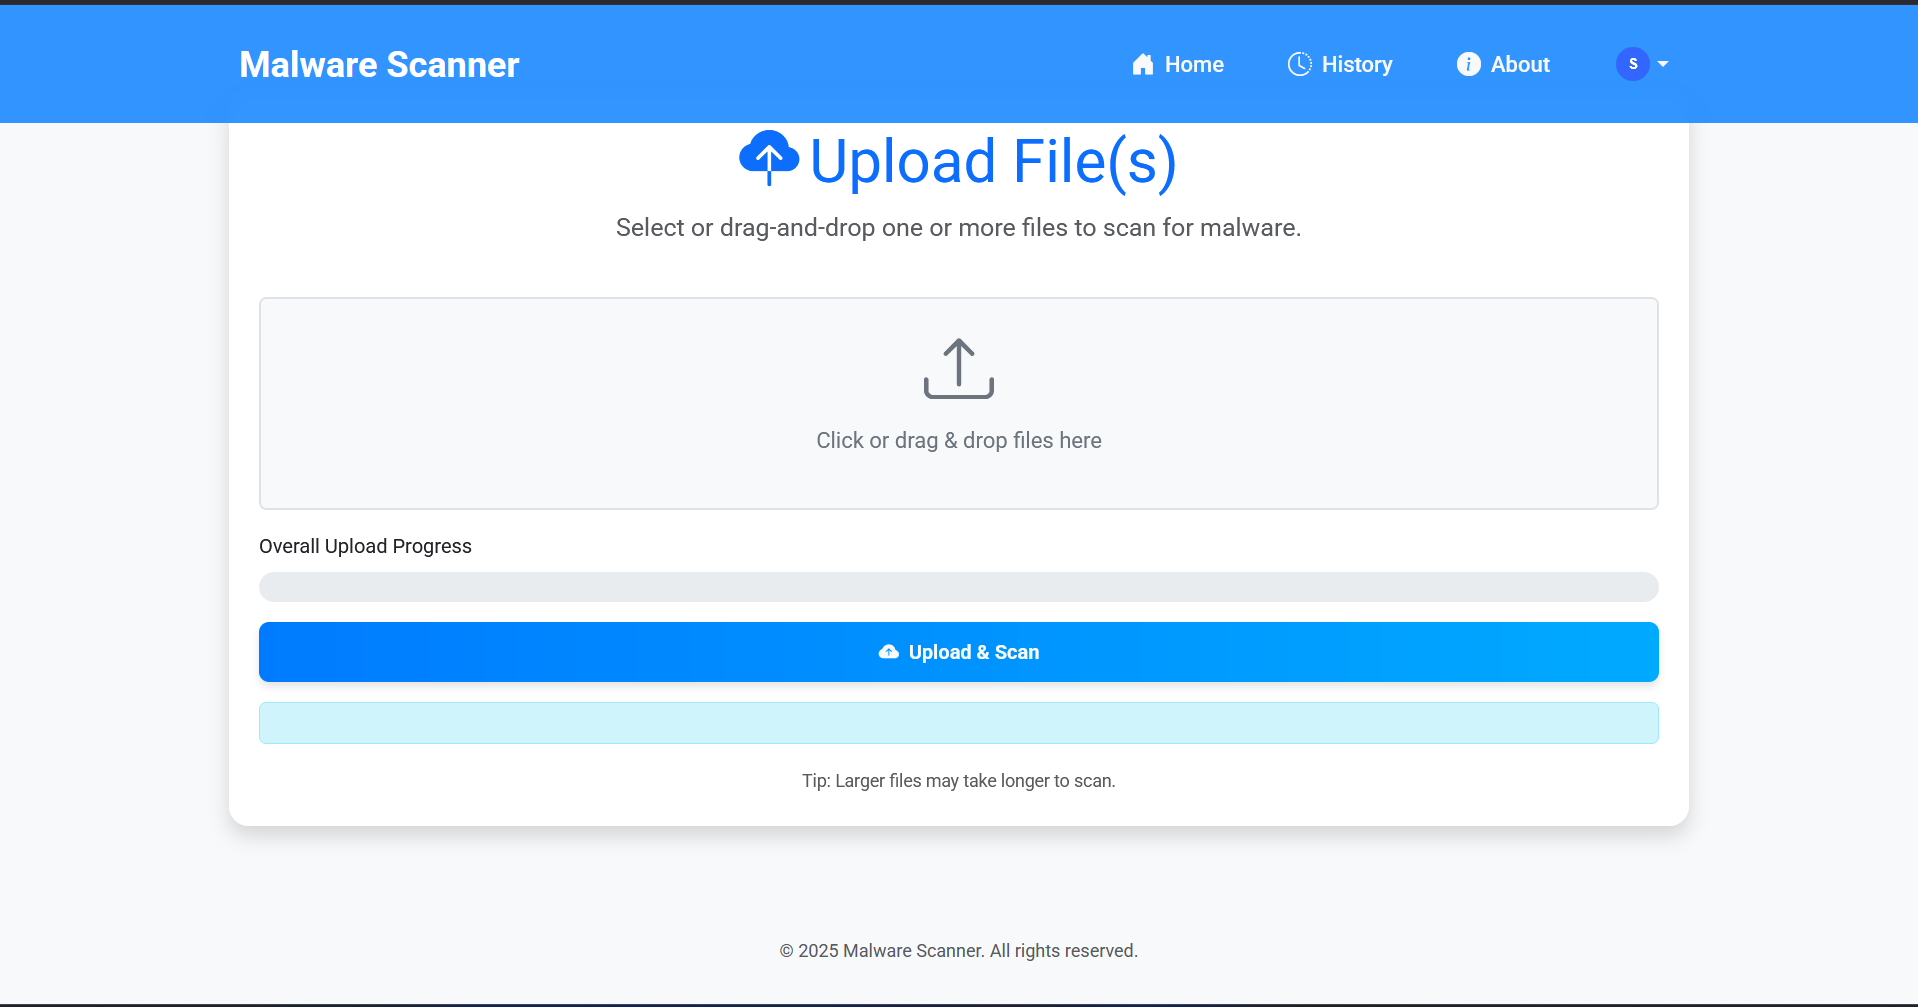 Malware Scanner
Home
History
About
S
Upload File(s)
Select or drag-and-drop one or more files to scan for malware.
Click or drag & drop files here
Overall Upload Progress
Upload & Scan
Tip: Larger files may take longer to scan.
© 2025 Malware Scanner. All rights reserved.